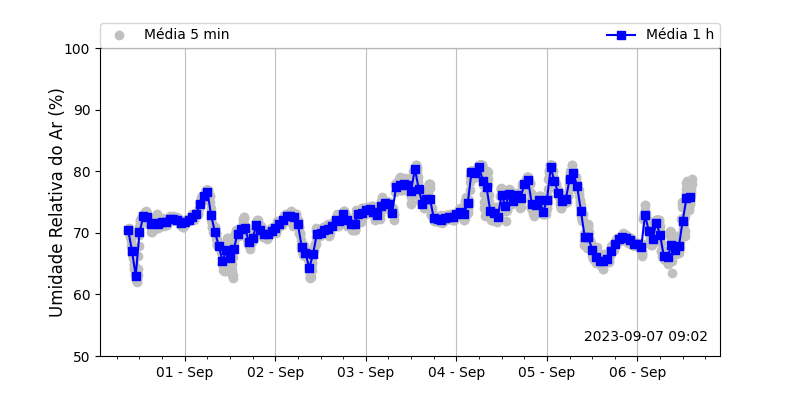 Média 5 min
Média 1 h
Umidade Relativa do Ar (%)
100
90
80
70
60
50
2023-09-07 09:02
01 - Sep
02 - Sep
03 - Sep
04 - Sep
05 - Sep
06 - Sep